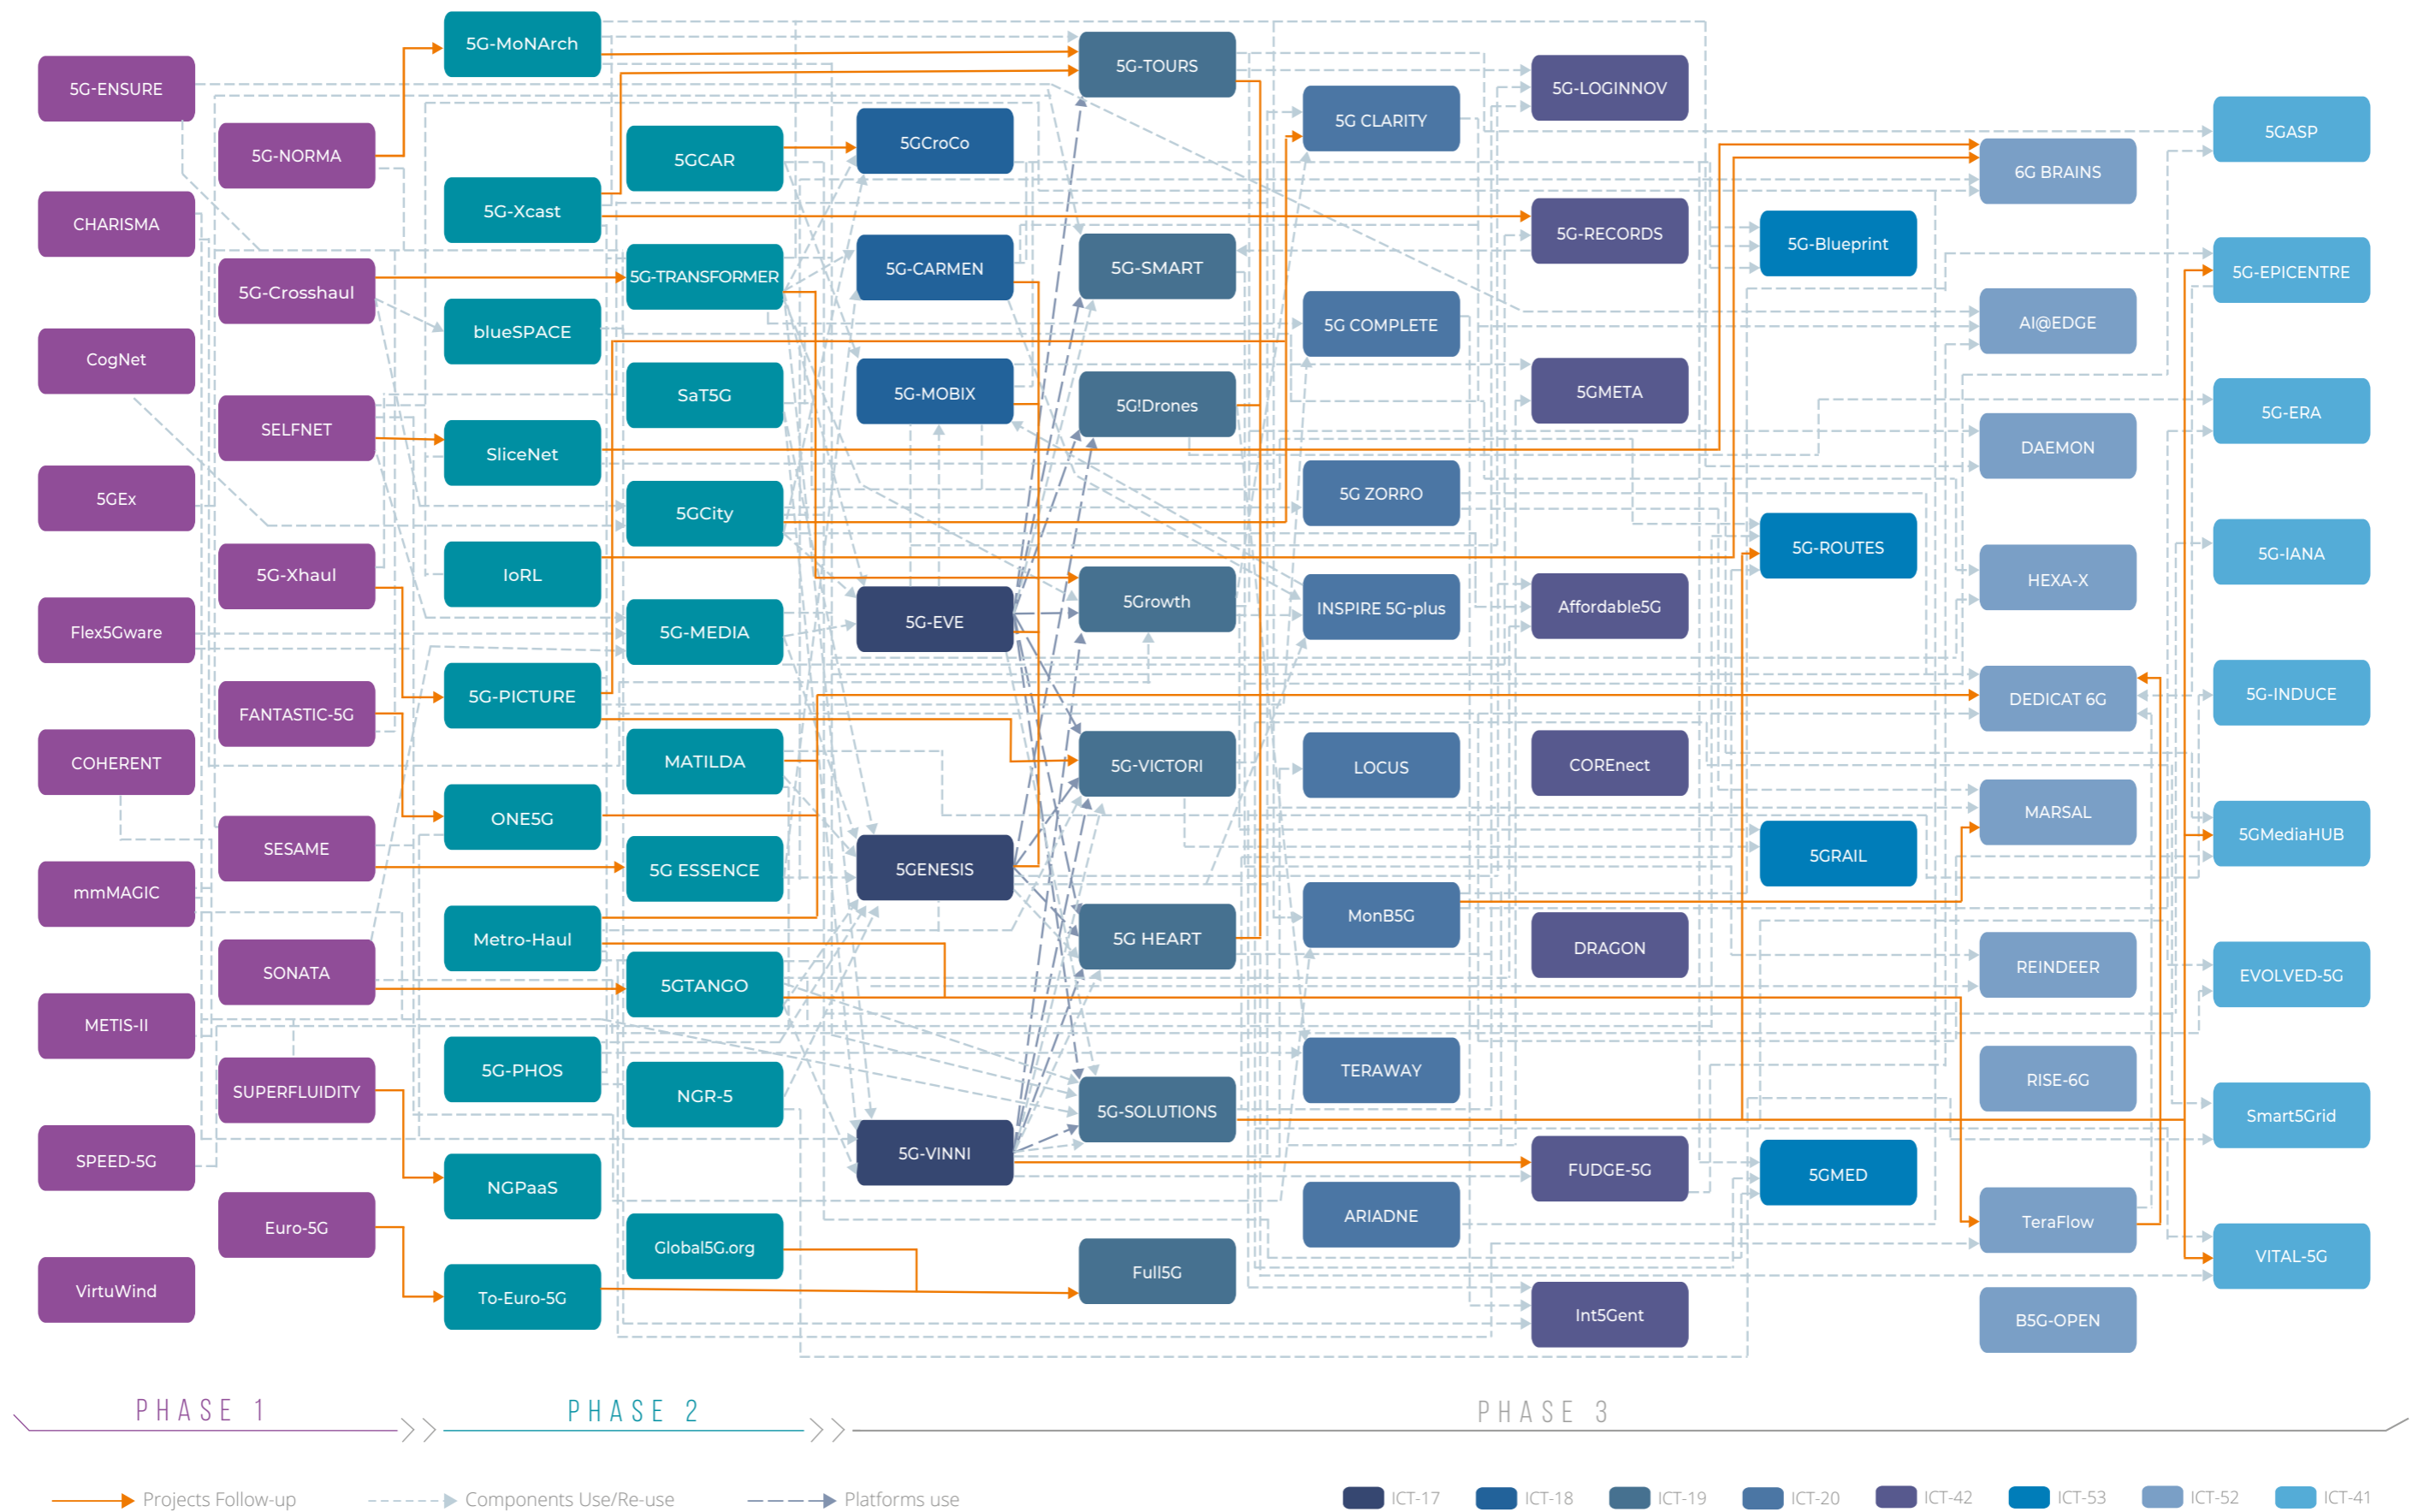 5G-ENSURE
CHARISMA
CogNet
5GEx
Flex5Gware
COHERENT
mmMAGIC
METIS-II
SPEED-5G
VirtuWind
5G-NORMA
5G-Crosshaul
SELFNET
5G-Xhaul
FANTASTIC-5G
SESAME
SONATA
SUPERFLUIDITY
Euro-5G
5G-MoNArch
5G-Xcast
blueSPACE
SliceNet
IoRL
5G-PICTURE
ONE5G
Metro-Haul
5G-PHOS
NGPaaS
To-Euro-5G
5GCAR
5G-TRANSFORMER
SaT5G
5GCity
5G-MEDIA
MATILDA
5G ESSENCE
5GTANGO
NGR-5
Global5G.org
5GCroCo
5G-CARMEN
5G-MOBIX
5G-EVE
5GENESIS
5G-VINNI
5G-TOURS
5G-SMART
5G!Drones
5Growth
5G-VICTORI
5G HEART
5G-SOLUTIONS
Full5G
5G CLARITY
5G COMPLETE
5G ZORRO
INSPIRE 5G-plus
LOCUS
MonB5G
TERAWAY
ARIADNE
5G-LOGINNOV
5G-RECORDS
5GMETA
Affordable5G
COREnect
DRAGON
FUDGE-5G
Int5Gent
5G-Blueprint
5G-ROUTES
5GRAIL
5GMED
6G BRAINS
AI@EDGE
DAEMON
HEXA-X
DEDICAT 6G
MARSAL
REINDEER
RISE-6G
TeraFlow
B5G-OPEN
5GASP
5G-EPICENTRE
5G-ERA
5G-IANA
5G-INDUCE
5GMediaHUB
EVOLVED-5G
Smart5Grid
VITAL-5G
PHASE 1
PHASE 2
PHASE 3
Projects Follow-up
Components Use/Re-use
Platforms use
ICT-17
ICT-18
ICT-19
ICT-20
ICT-42
ICT-53
ICT-52
ICT-41